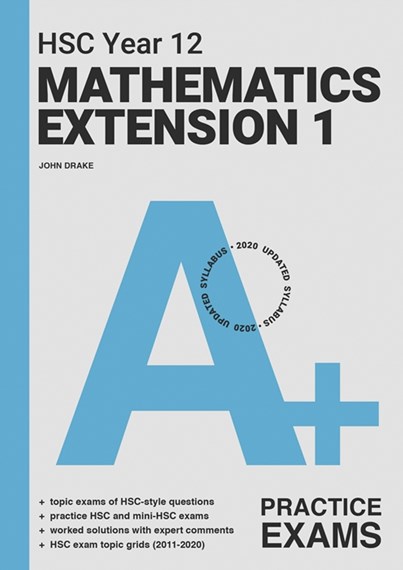 HSC Year 12
MATHEMATICS
EXTENSION 1
JOHN DRAKE
A+
• 2020 UPDATED SYLLABUS • 2020 UPDATED SYLLABUS
+ topic exams of HSC-style questions
+ practice HSC and mini-HSC exams
+ worked solutions with expert comments
+ HSC exam topic grids (2011-2020)
PRACTICE
EXAMS